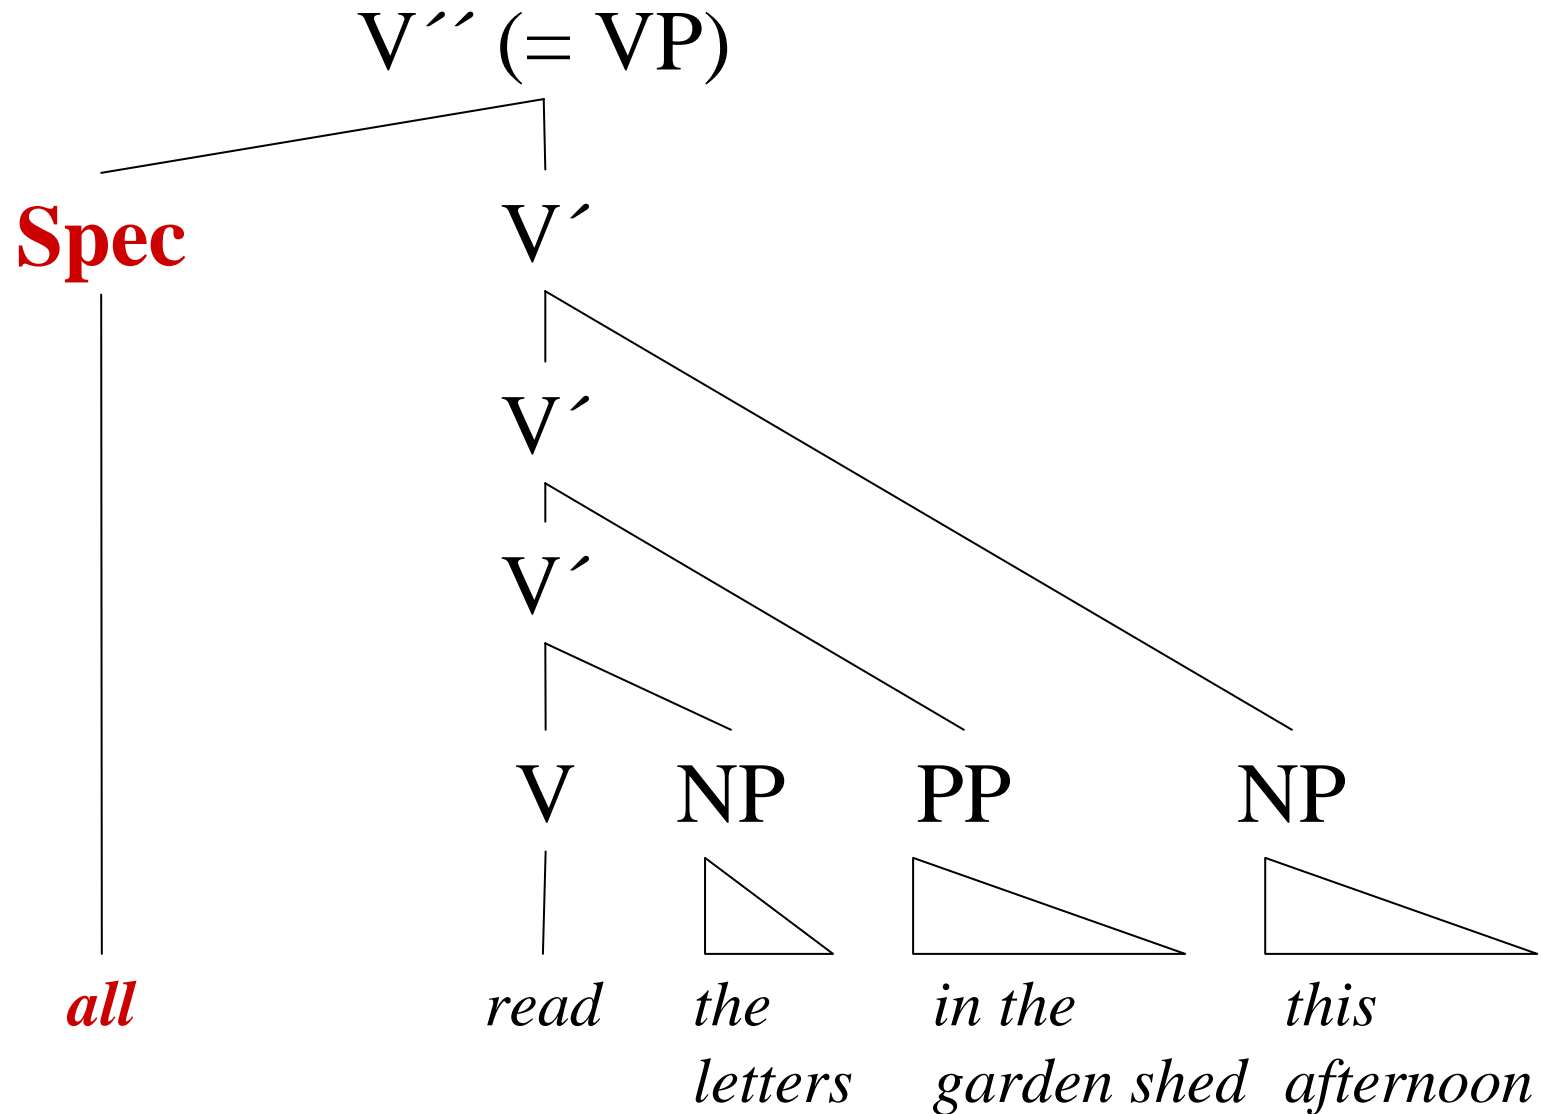 V´´ (= VP)
Spec V´
V´
V´
V NP PP NP
all read the in the this
letters garden shed afternoon